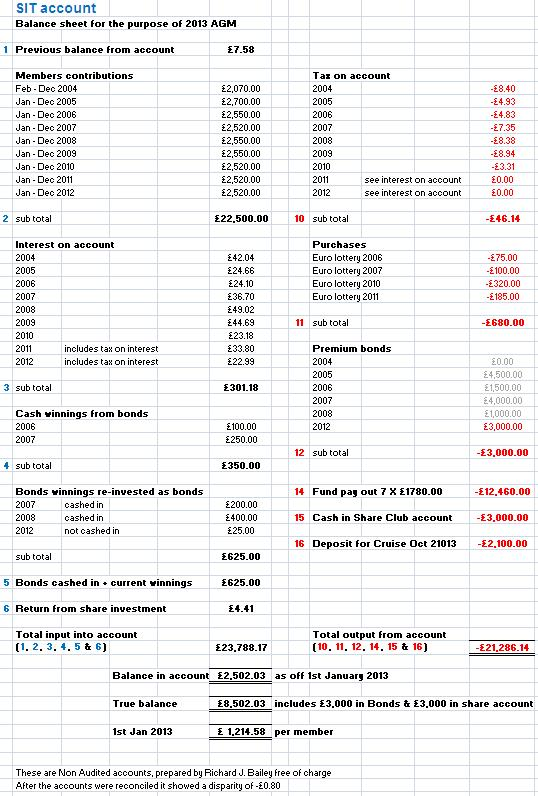 SIT account
Balance sheet for the purpose of 2013 AGM
1 Previous balance from account £7.58
Members contributions
Feb - Dec 2004 £2,070.00
Jan - Dec 2005 £2,700.00
Jan - Dec 2006 £2,550.00
Jan - Dec 2007 £2,520.00
Jan - Dec 2008 £2,550.00
Jan - Dec 2009 £2,550.00
Jan - Dec 2010 £2,520.00
Jan - Dec 2011 £2,520.00
Jan - Dec 2012 £2,520.00
2 sub total £22,500.00
Interest on account
2004 £42.04
2005 £24.66
2006 £24.10
2007 £36.70
2008 £49.02
2009 £44.69
2010 £23.18
2011 includes tax on interest £33.80
2012 includes tax on interest £22.99
3 sub total £301.18
Cash winnings from bonds
2006 £100.00
2007 £250.00
4 sub total £350.00
Bonds winnings re-invested as bonds
2007 cashed in £200.00
2008 cashed in £400.00
2012 not cashed in £25.00
sub total £625.00
5 Bonds cashed in + current winnings £625.00
6 Return from share investment £4.41
Total input into account
(1, 2, 3, 4, 5 & 6) £23,788.17
Tax on account
2004 -£8.40
2005 -£4.93
2006 -£4.83
2007 -£7.35
2008 -£8.38
2009 -£8.94
2010 -£3.31
2011 see interest on account £0.00
2012 see interest on account £0.00
10 sub total -£46.14
Purchases
Euro lottery 2006 -£75.00
Euro lottery 2007 -£100.00
Euro lottery 2010 -£320.00
Euro lottery 2011 -£185.00
11 sub total -£680.00
Premium bonds
2004 £0.00
2005 £4,500.00
2006 £1,500.00
2007 £4,000.00
2008 £1,000.00
2012 £3,000.00
12 sub total -£3,000.00
14 Fund pay out 7 X £1780.00 -£12,460.00
15 Cash in Share Club account -£3,000.00
16 Deposit for Cruise Oct 21013 -£2,100.00
Total output from account
(10, 11, 12, 14, 15 & 16) -£21,286.14
Balance in account £2,502.03 as off 1st January 2013
True balance £8,502.03 includes £3,000 in Bonds & £3,000 in share account
1st Jan 2013 £ 1,214.58 per member
These are Non Audited accounts, prepared by Richard J. Bailey free of charge
After the accounts were reconciled it showed a disparity of -£0.80